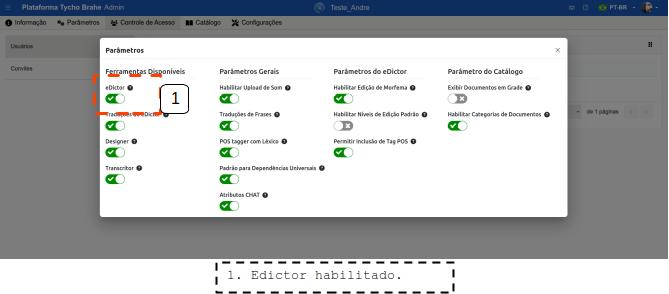 Plataforma Tycho Brahe Admin
Teste_Andre
PT-BR
Informação Parâmetros Controle de Acesso Catálogo Configurações
Usuários
Convites
de 1 páginas
Parâmetros
Ferramentas Disponíveis
eDictor
1
Traduções do eDictor
Designer
Transcritor
Parâmetros Gerais
Habilitar Upload de Som
Traduções de Frases
POS tagger com Léxico
Padrão para Dependências Universais
Atributos CHAT
Parâmetros do eDictor
Habilitar Edição de Morfema
Habilitar Níveis de Edição Padrão
Permitir Inclusão de Tag POS
Parâmetro do Catálogo
Exibir Documentos em Grade
Habilitar Categorias de Documentos
1. Edictor habilitado.